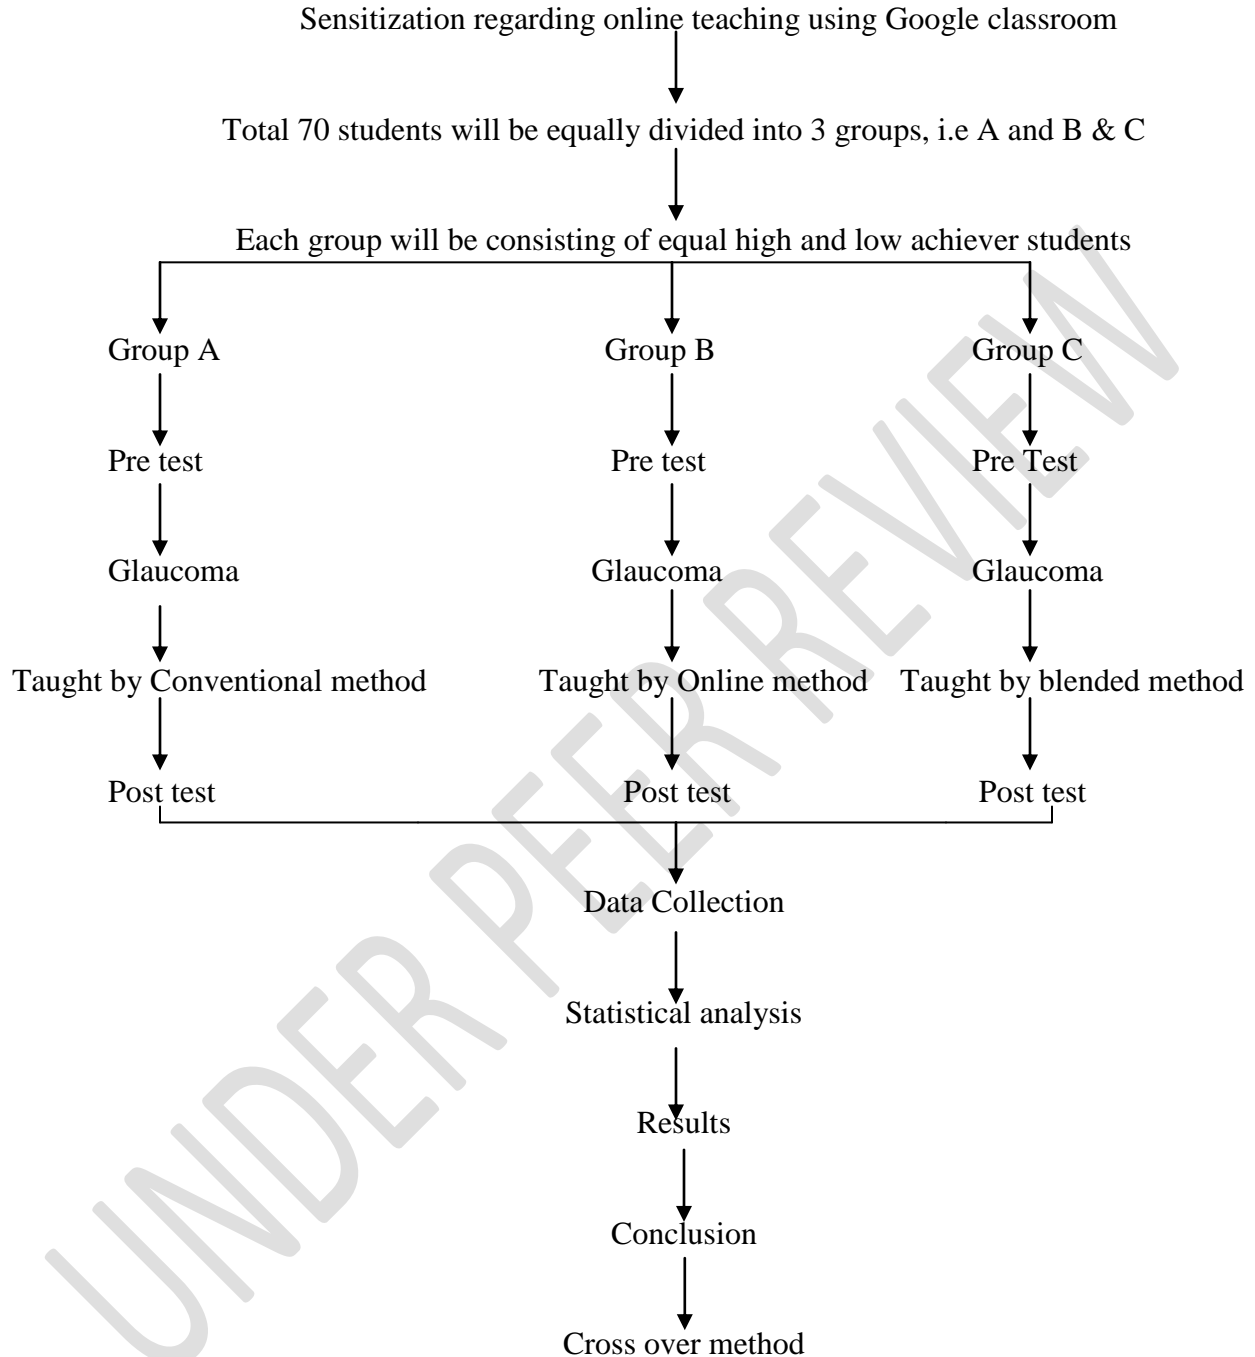 Sensitization regarding online teaching using Google classroom
Total 70 students will be equally divided into 3 groups, i.e A and B & C
Each group will be consisting of equal high and low achiever students
Group A
Group B
Group C
Pre test
Pre test
Pre Test
Glaucoma
Glaucoma
Glaucoma
Taught by Conventional method
Taught by Online method
Taught by blended method
Post test
Post test
Post test
Data Collection
Statistical analysis
Results
Conclusion
Cross over method
UNDER PEER REVIEW